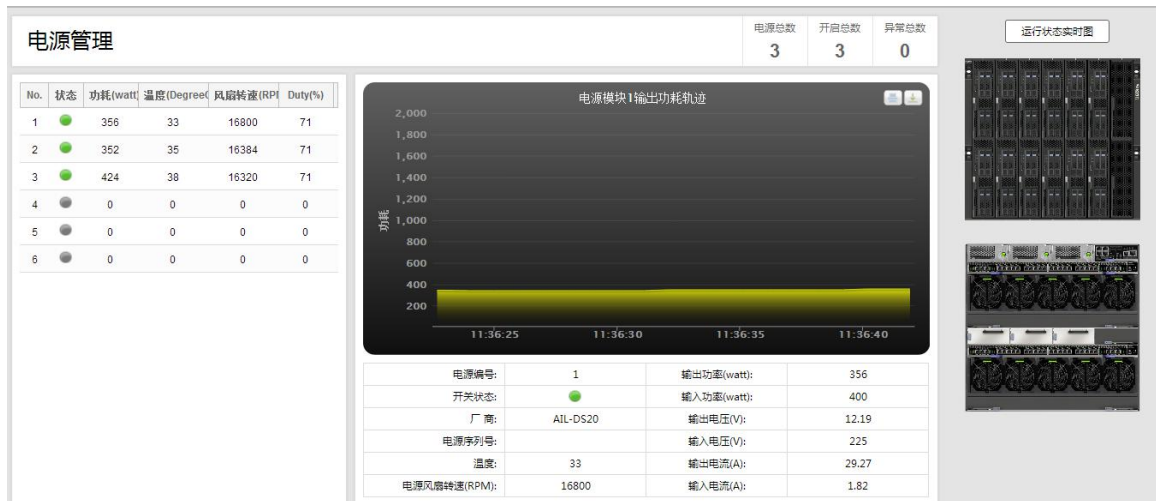 电源管理
电源总数 开启总数 异常总数
3 3 0
运行状态实时图
No. 状态 功耗(watt) 温度(DegreeC 风扇转速(RPI Duty(%)
1 356 33 16800 71
2 352 35 16384 71
3 424 38 16320 71
4 0 0 0 0
5 0 0 0 0
6 0 0 0 0
电源模块1输出功耗轨迹
2,000
1,800
1,600
1,400
1,200
1,000
800
600
400
200
功耗
11:36:25 11:36:30 11:36:35 11:36:40
电源编号: 1 输出功率(watt): 356
开关状态: 输入功率(watt): 400
厂 商: AIL-DS20 输出电压(V): 12.19
电源序列号: 输入电压(V): 225
温度: 33 输出电流(A): 29.27
电源风扇转速(RPM): 16800 输入电流(A): 1.82